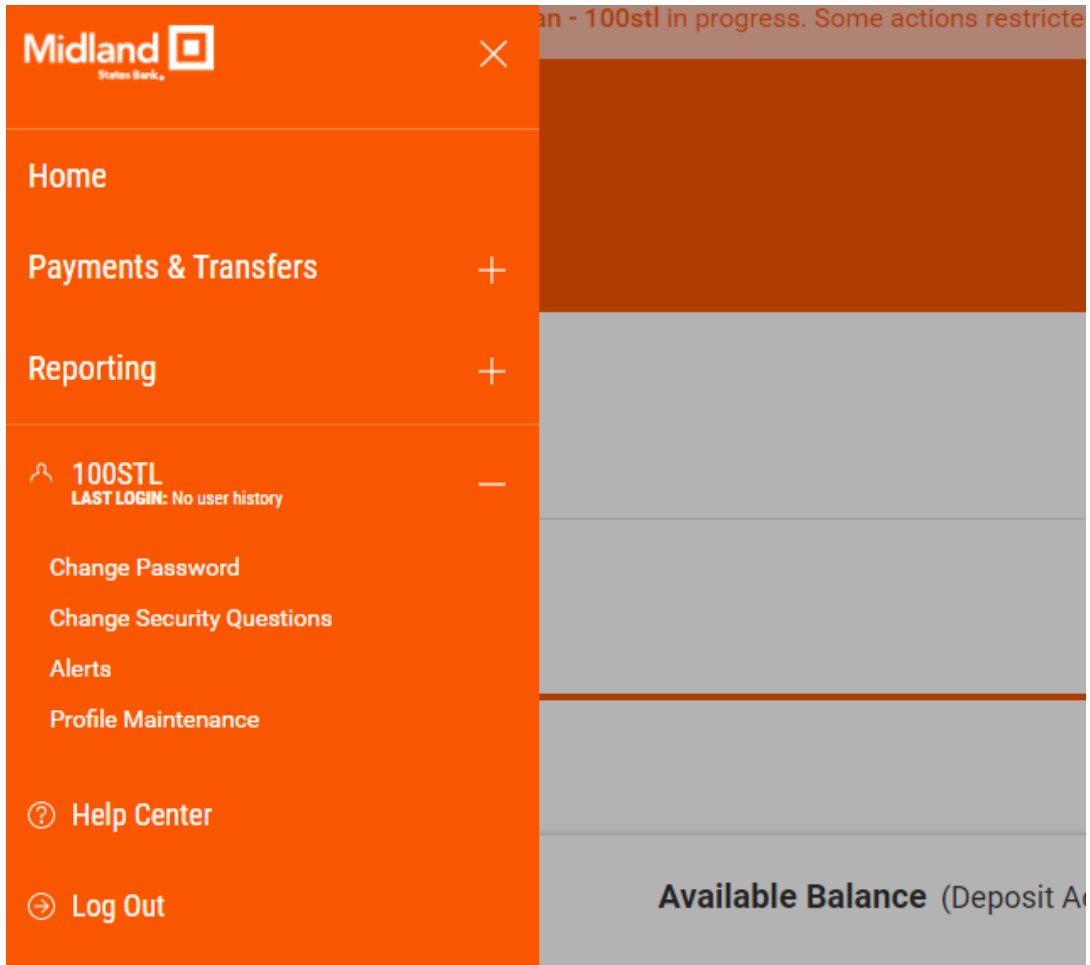 Midland
States Bank
an - 100stl in progress. Some actions restricte
Home
Payments & Transfers
Reporting
100STL
LAST LOGIN: No user history
Change Password
Change Security Questions
Alerts
Profile Maintenance
Help Center
Log Out
Available Balance (Deposit Ac